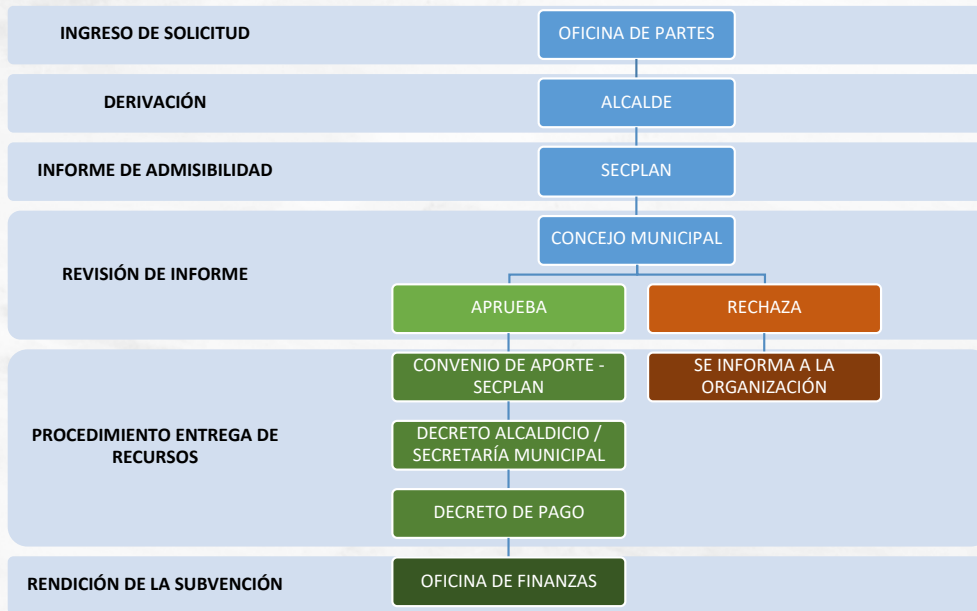 INGRESO DE SOLICITUD
OFICINA DE PARTES
DERIVACIÓN
ALCALDE
INFORME DE ADMISIBILIDAD
SECPLAN
REVISIÓN DE INFORME
CONCEJO MUNICIPAL
APRUEBA
RECHAZA
PROCEDIMIENTO ENTREGA DE
RECURSOS
CONVENIO DE APORTE -
SECPLAN
SE INFORMA A LA
ORGANIZACIÓN
DECRETO ALCALDICIO /
SECRETARÍA MUNICIPAL
DECRETO DE PAGO
RENDICIÓN DE LA SUBVENCIÓN
OFICINA DE FINANZAS